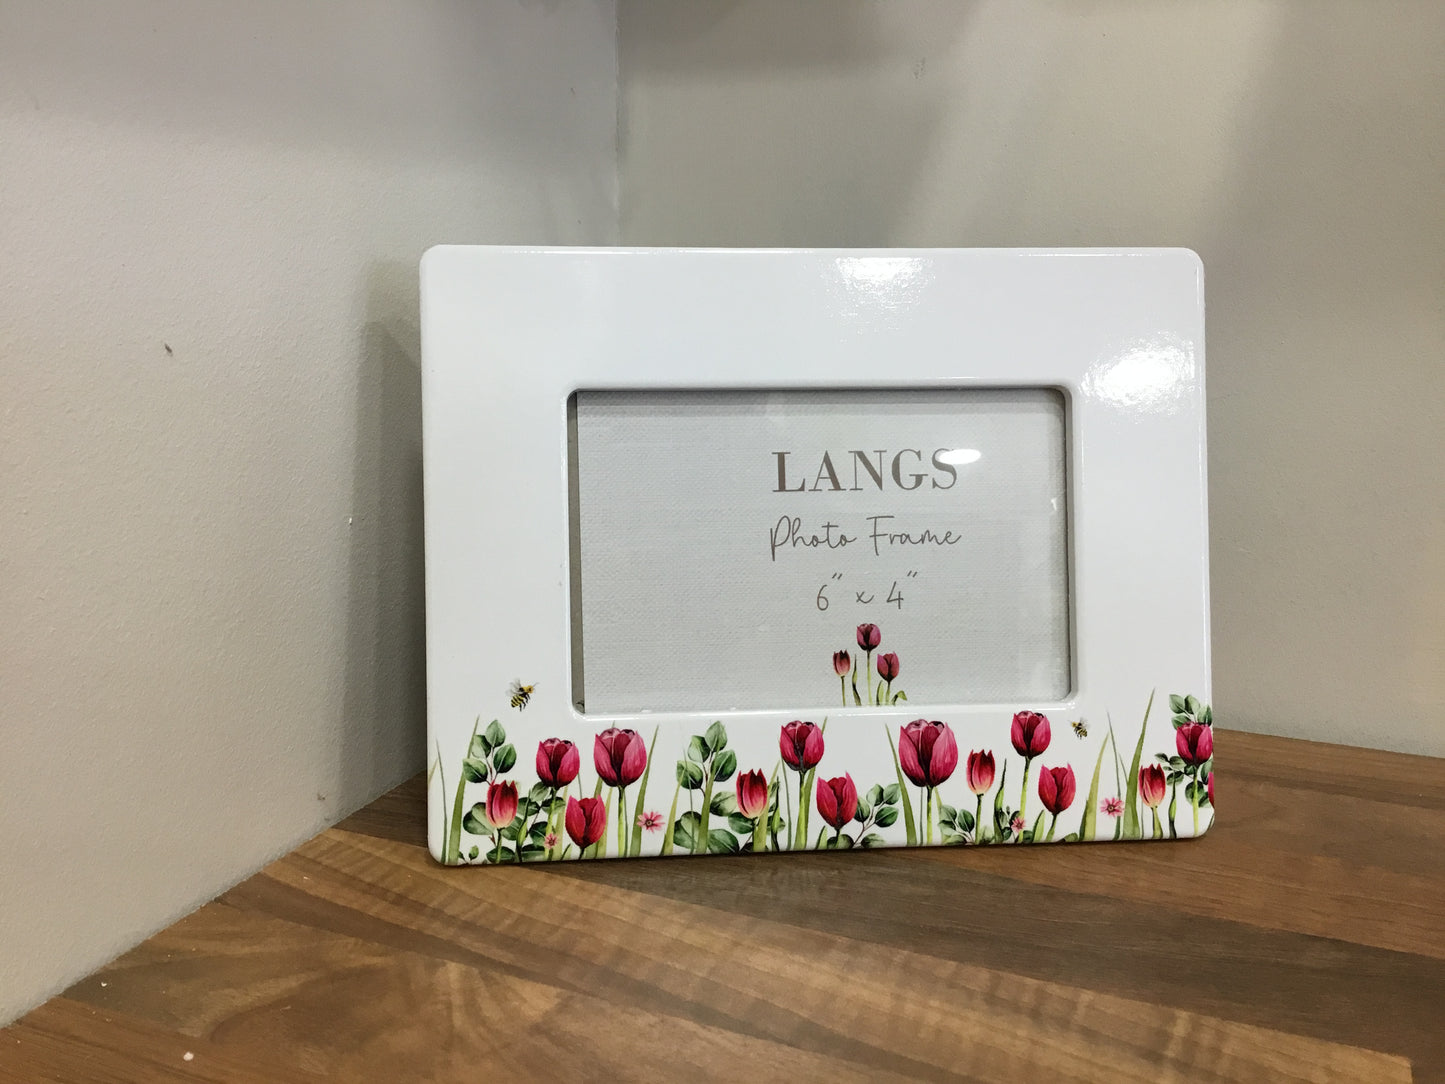 LANGS
Photo Frame
6" x 4"